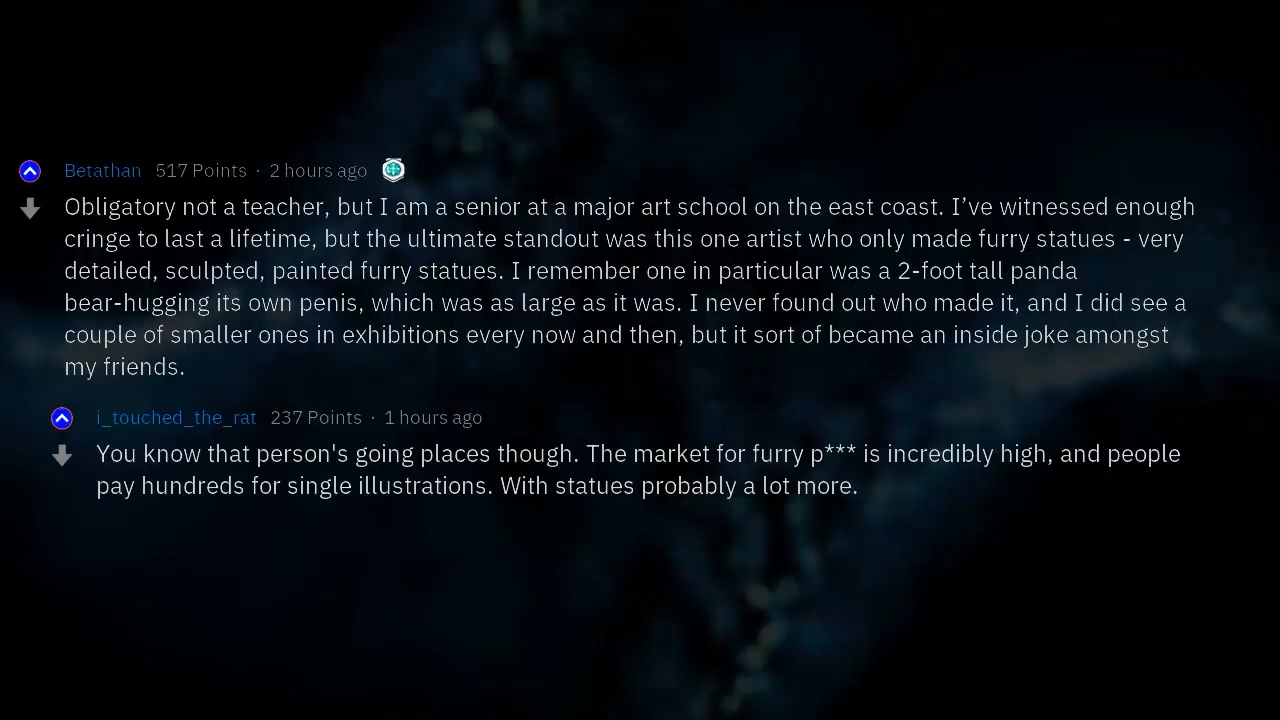 Betathan 517 Points · 2 hours ago
Obligatory not a teacher, but I am a senior at a major art school on the east coast. I’ve witnessed enough
cringe to last a lifetime, but the ultimate standout was this one artist who only made furry statues - very
detailed, sculpted, painted furry statues. I remember one in particular was a 2-foot tall panda
bear-hugging its own penis, which was as large as it was. I never found out who made it, and I did see a
couple of smaller ones in exhibitions every now and then, but it sort of became an inside joke amongst
my friends.
i_touched_the_rat 237 Points · 1 hours ago
You know that person's going places though. The market for furry p*** is incredibly high, and people
pay hundreds for single illustrations. With statues probably a lot more.